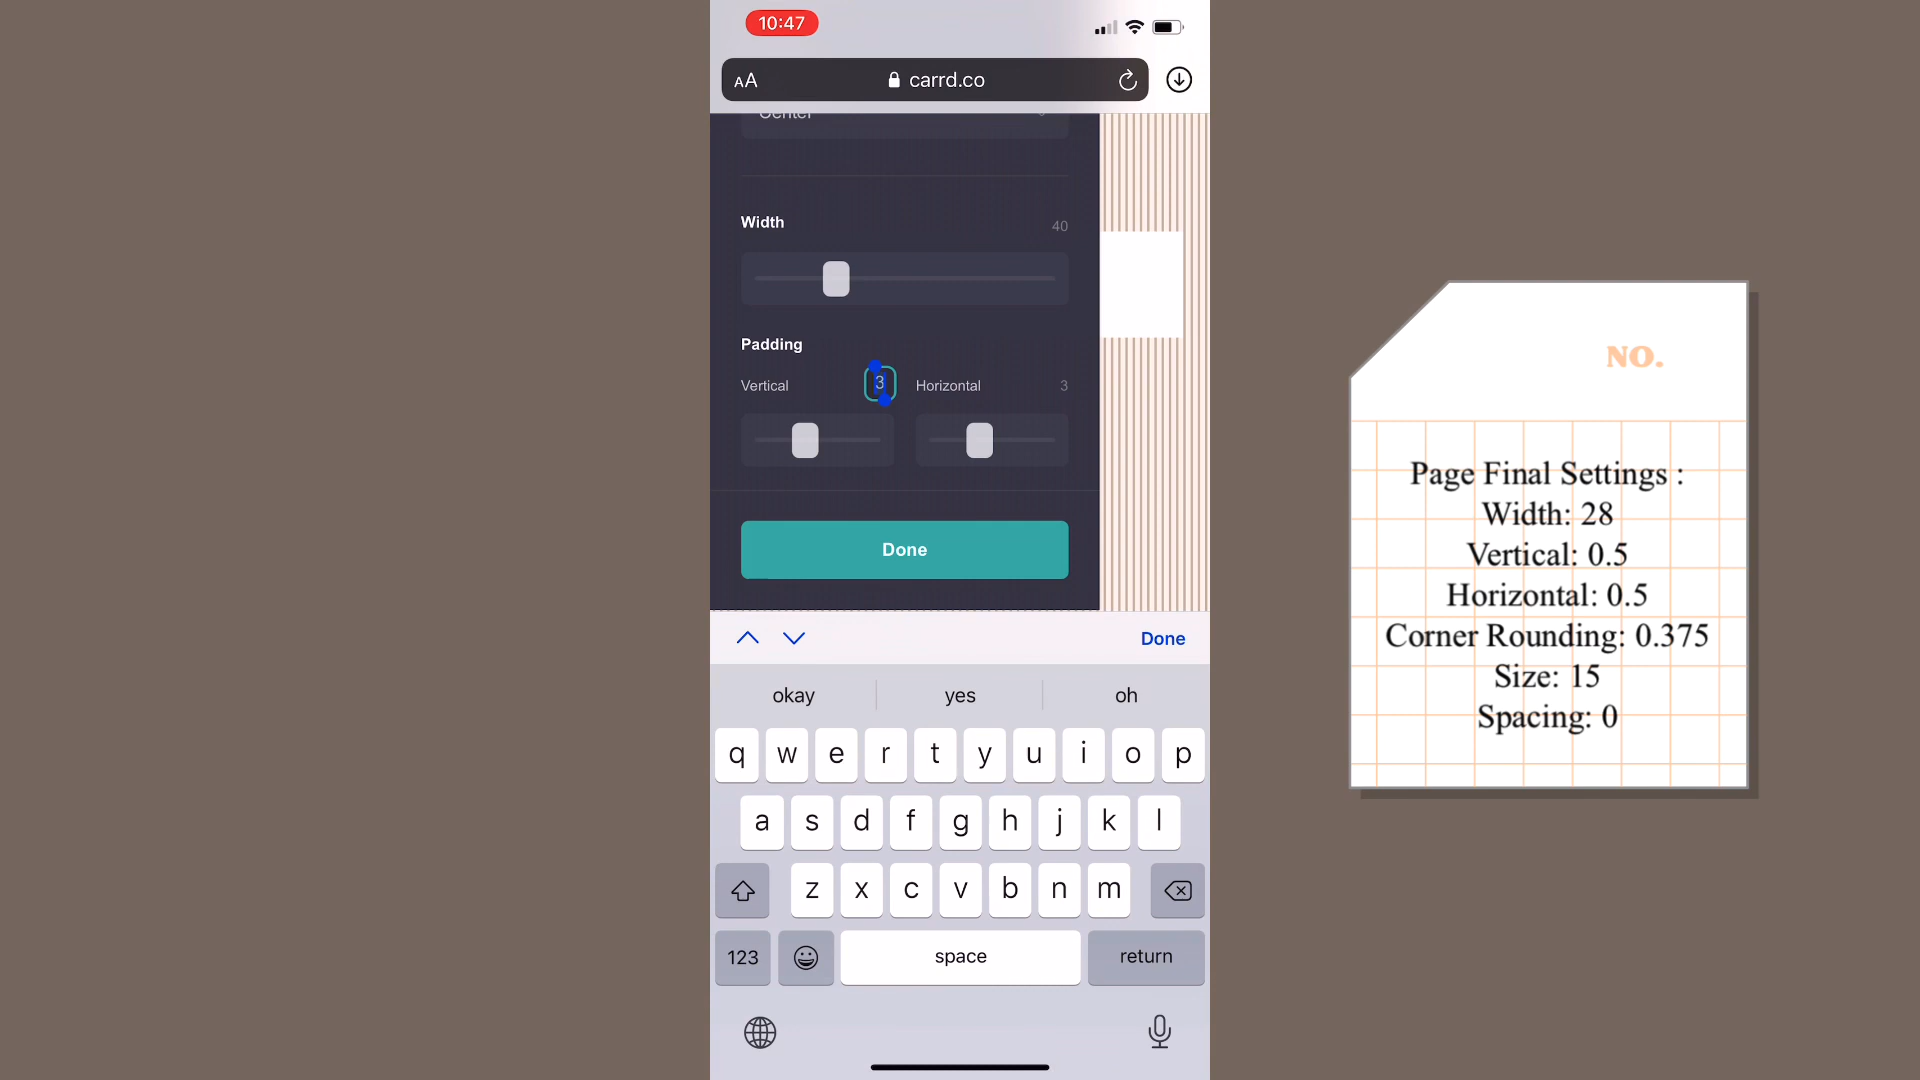 10:47
AA
carrd.co
Center
Width
40
Padding
Vertical
3
Horizontal
3
Done
Done
okay
yes
oh
q w e r t y u i o p
a s d f g h j k l
z x c v b n m
123
space
return
NO.
Page Final Settings :
Width: 28
Vertical: 0.5
Horizontal: 0.5
Corner Rounding: 0.375
Size: 15
Spacing: 0